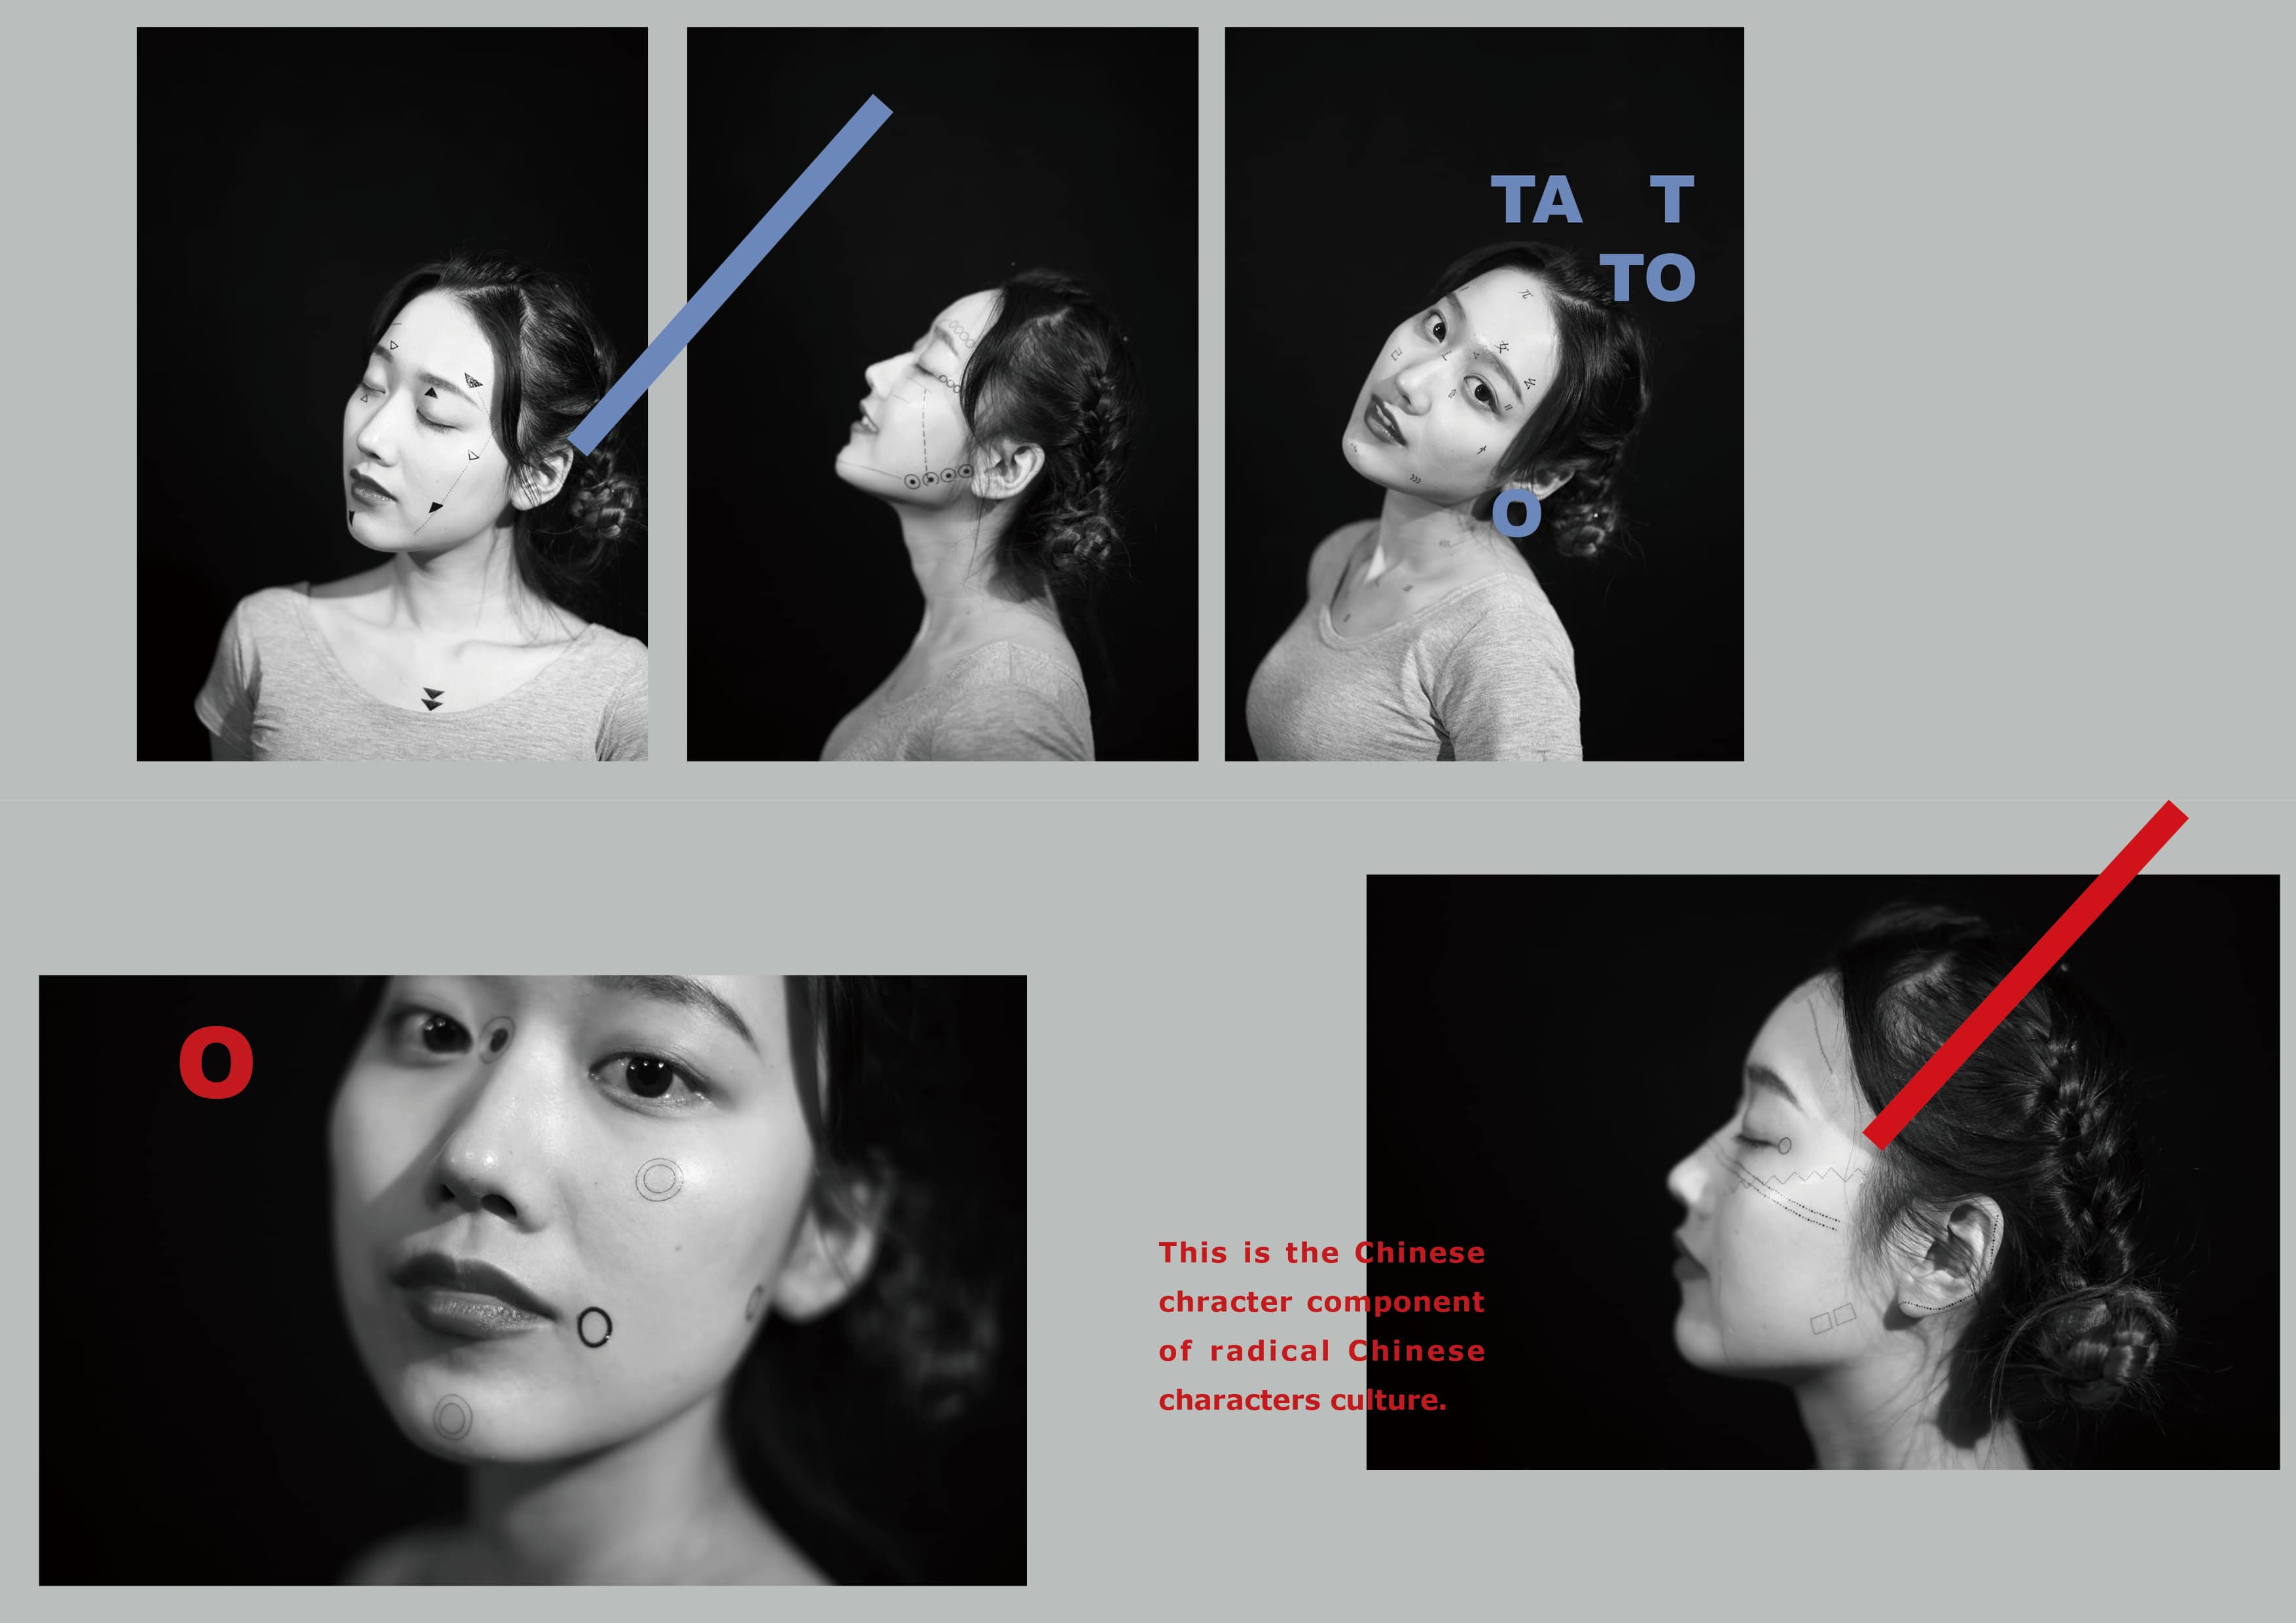 TA T
TO
O
O
This is the Chinese
chracter component
of radical Chinese
characters culture.